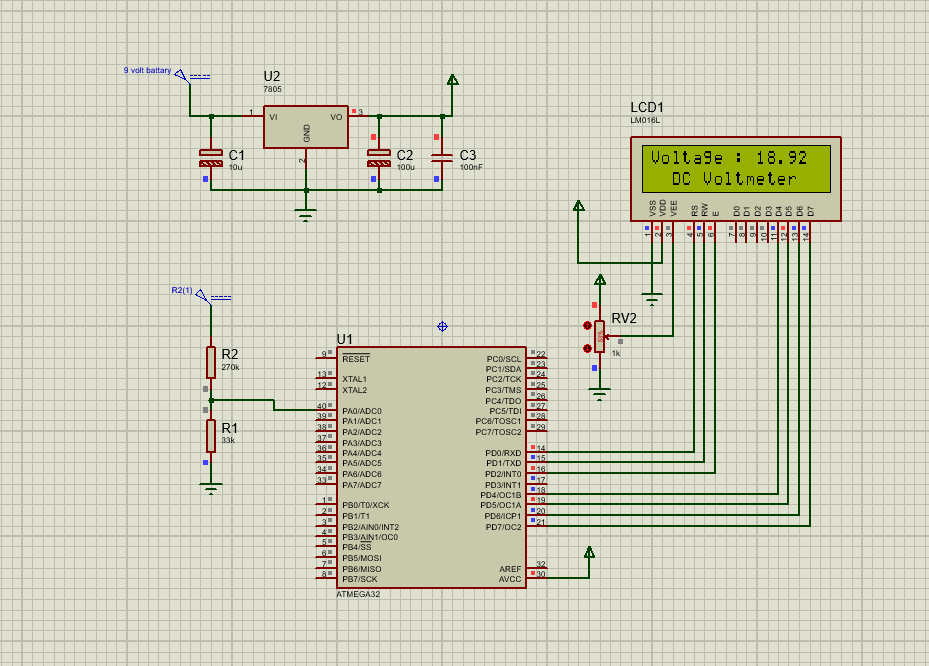 9 volt battary
U2
7805
1
VI
VO
3
GND
2
C1
10u
C2
100u
C3
100nF
LCD1
LM016L
Voltage : 18.92
DC Voltmeter
VSS
VDD
VEE
RS
RW
E
D0
D1
D2
D3
D4
D5
D6
D7
1
2
3
4
5
6
7
8
9
10
11
12
13
14
RV2
1k
R2(1)
R2
270k
R1
33k
U1
9 RESET
13 XTAL1
12 XTAL2
40 PA0/ADC0
39 PA1/ADC1
38 PA2/ADC2
37 PA3/ADC3
36 PA4/ADC4
35 PA5/ADC5
34 PA6/ADC6
33 PA7/ADC7
1 PB0/T0/XCK
2 PB1/T1
3 PB2/AIN0/INT2
4 PB3/AIN1/OC0
5 PB4/SS
6 PB5/MOSI
7 PB6/MISO
8 PB7/SCK
PC0/SCL 22
PC1/SDA 23
PC2/TCK 24
PC3/TMS 25
PC4/TDO 26
PC5/TDI 27
PC6/TOSC1 28
PC7/TOSC2 29
PD0/RXD 14
PD1/TXD 15
PD2/INT0 16
PD3/INT1 17
PD4/OC1B 18
PD5/OC1A 19
PD6/ICP1 20
PD7/OC2 21
AREF 32
AVCC 30
ATMEGA32